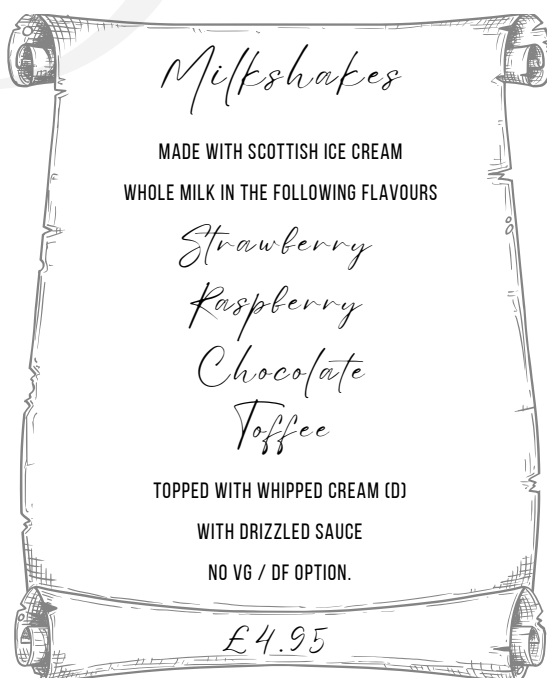 Milkshakes
MADE WITH SCOTTISH ICE CREAM
WHOLE MILK IN THE FOLLOWING FLAVOURS
Strawberry
Raspberry
Chocolate
Toffee
TOPPED WITH WHIPPED CREAM (D)
WITH DRIZZLED SAUCE
NO VG / DF OPTION.
£4.95